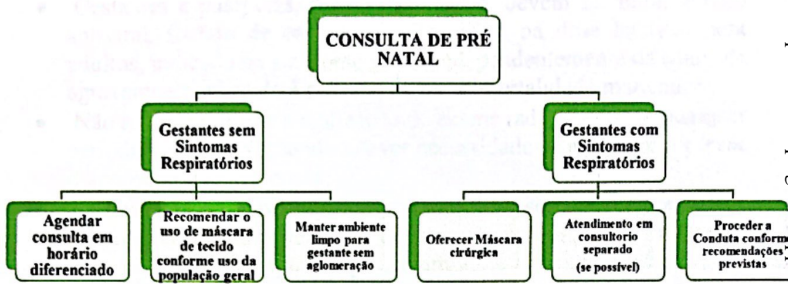 CONSULTA DE PRÉ
NATAL
Gestantes sem
Sintomas
Respiratórios
Gestantes com
Sintomas
Respiratórios
Agendar
consulta em
horário
diferenciado
Recomendar o
uso de máscara
de tecido
conforme uso da
população geral
Manter ambiente
limpo para
gestante sem
aglomeração
Oferecer Máscara
cirúrgica
Atendimento em
consultorio
separado
(se possível)
Proceder a
Conduta conforme
recomendações
previstas